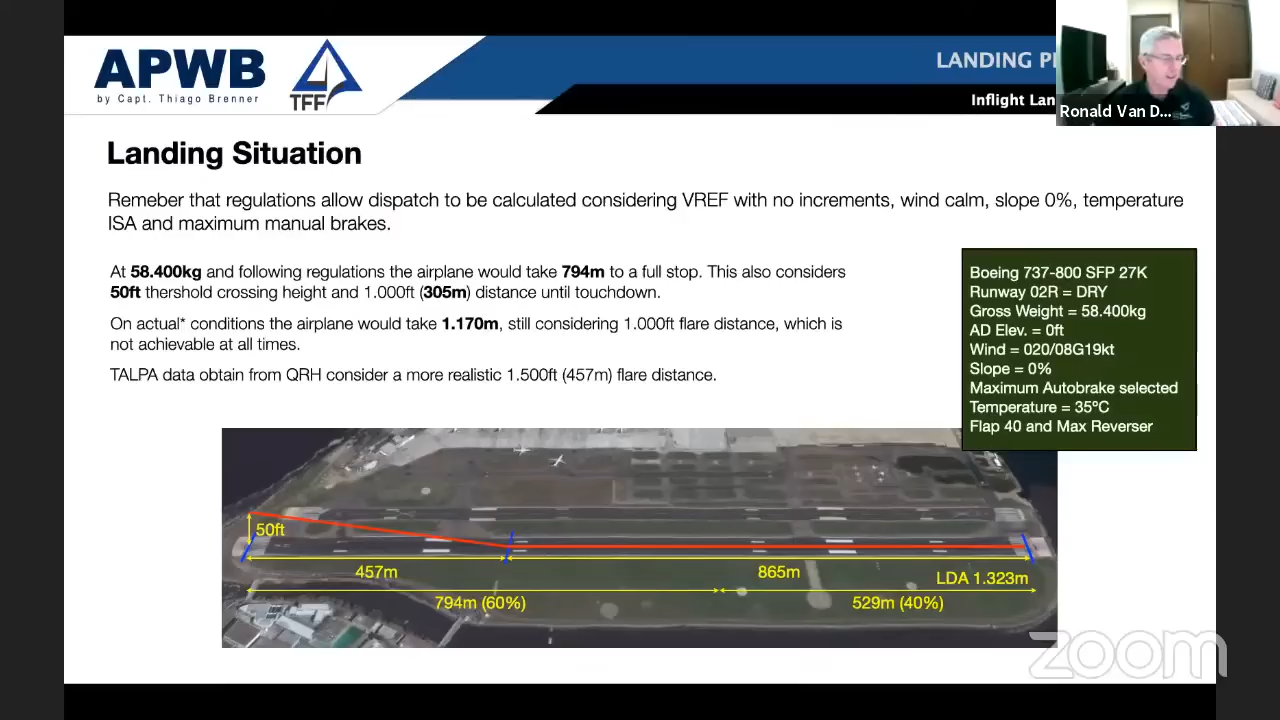 APWB
by Capt. Thiago Brenner
TFF
LANDING P
Inflight Lan
Ronald Van D...
Landing Situation
Remeber that regulations allow dispatch to be calculated considering VREF with no increments, wind calm, slope 0%, temperature
ISA and maximum manual brakes.
At 58.400kg and following regulations the airplane would take 794m to a full stop. This also considers
50ft thershold crossing height and 1.000ft (305m) distance until touchdown.
On actual* conditions the airplane would take 1.170m, still considering 1.000ft flare distance, which is
not achievable at all times.
TALPA data obtain from QRH consider a more realistic 1.500ft (457m) flare distance.
Boeing 737-800 SFP 27K
Runway 02R = DRY
Gross Weight = 58.400kg
AD Elev. = 0ft
Wind = 020/08G19kt
Slope = 0%
Maximum Autobrake selected
Temperature = 35ºC
Flap 40 and Max Reverser
50ft
457m
865m
LDA 1.323m
794m (60%)
529m (40%)
zoom